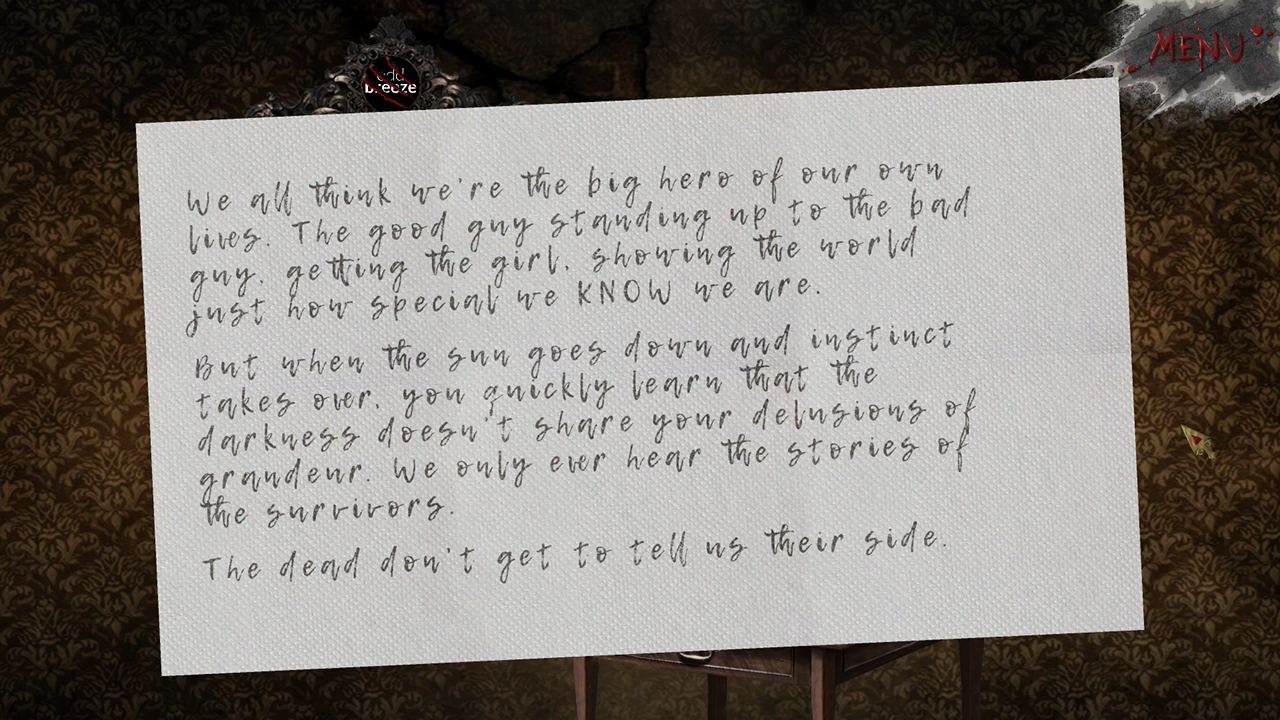 MENU
odd
breeze
We all think we're the big hero of our own
lives. The good guy standing up to the bad
guy, getting the girl, showing the world
just how special we KNOW we are.
But when the sun goes down and instinct
takes over, you quickly learn that the
darkness doesn't share your delusions of
grandeur. We only ever hear the stories of
the survivors.
The dead don't get to tell us their side.